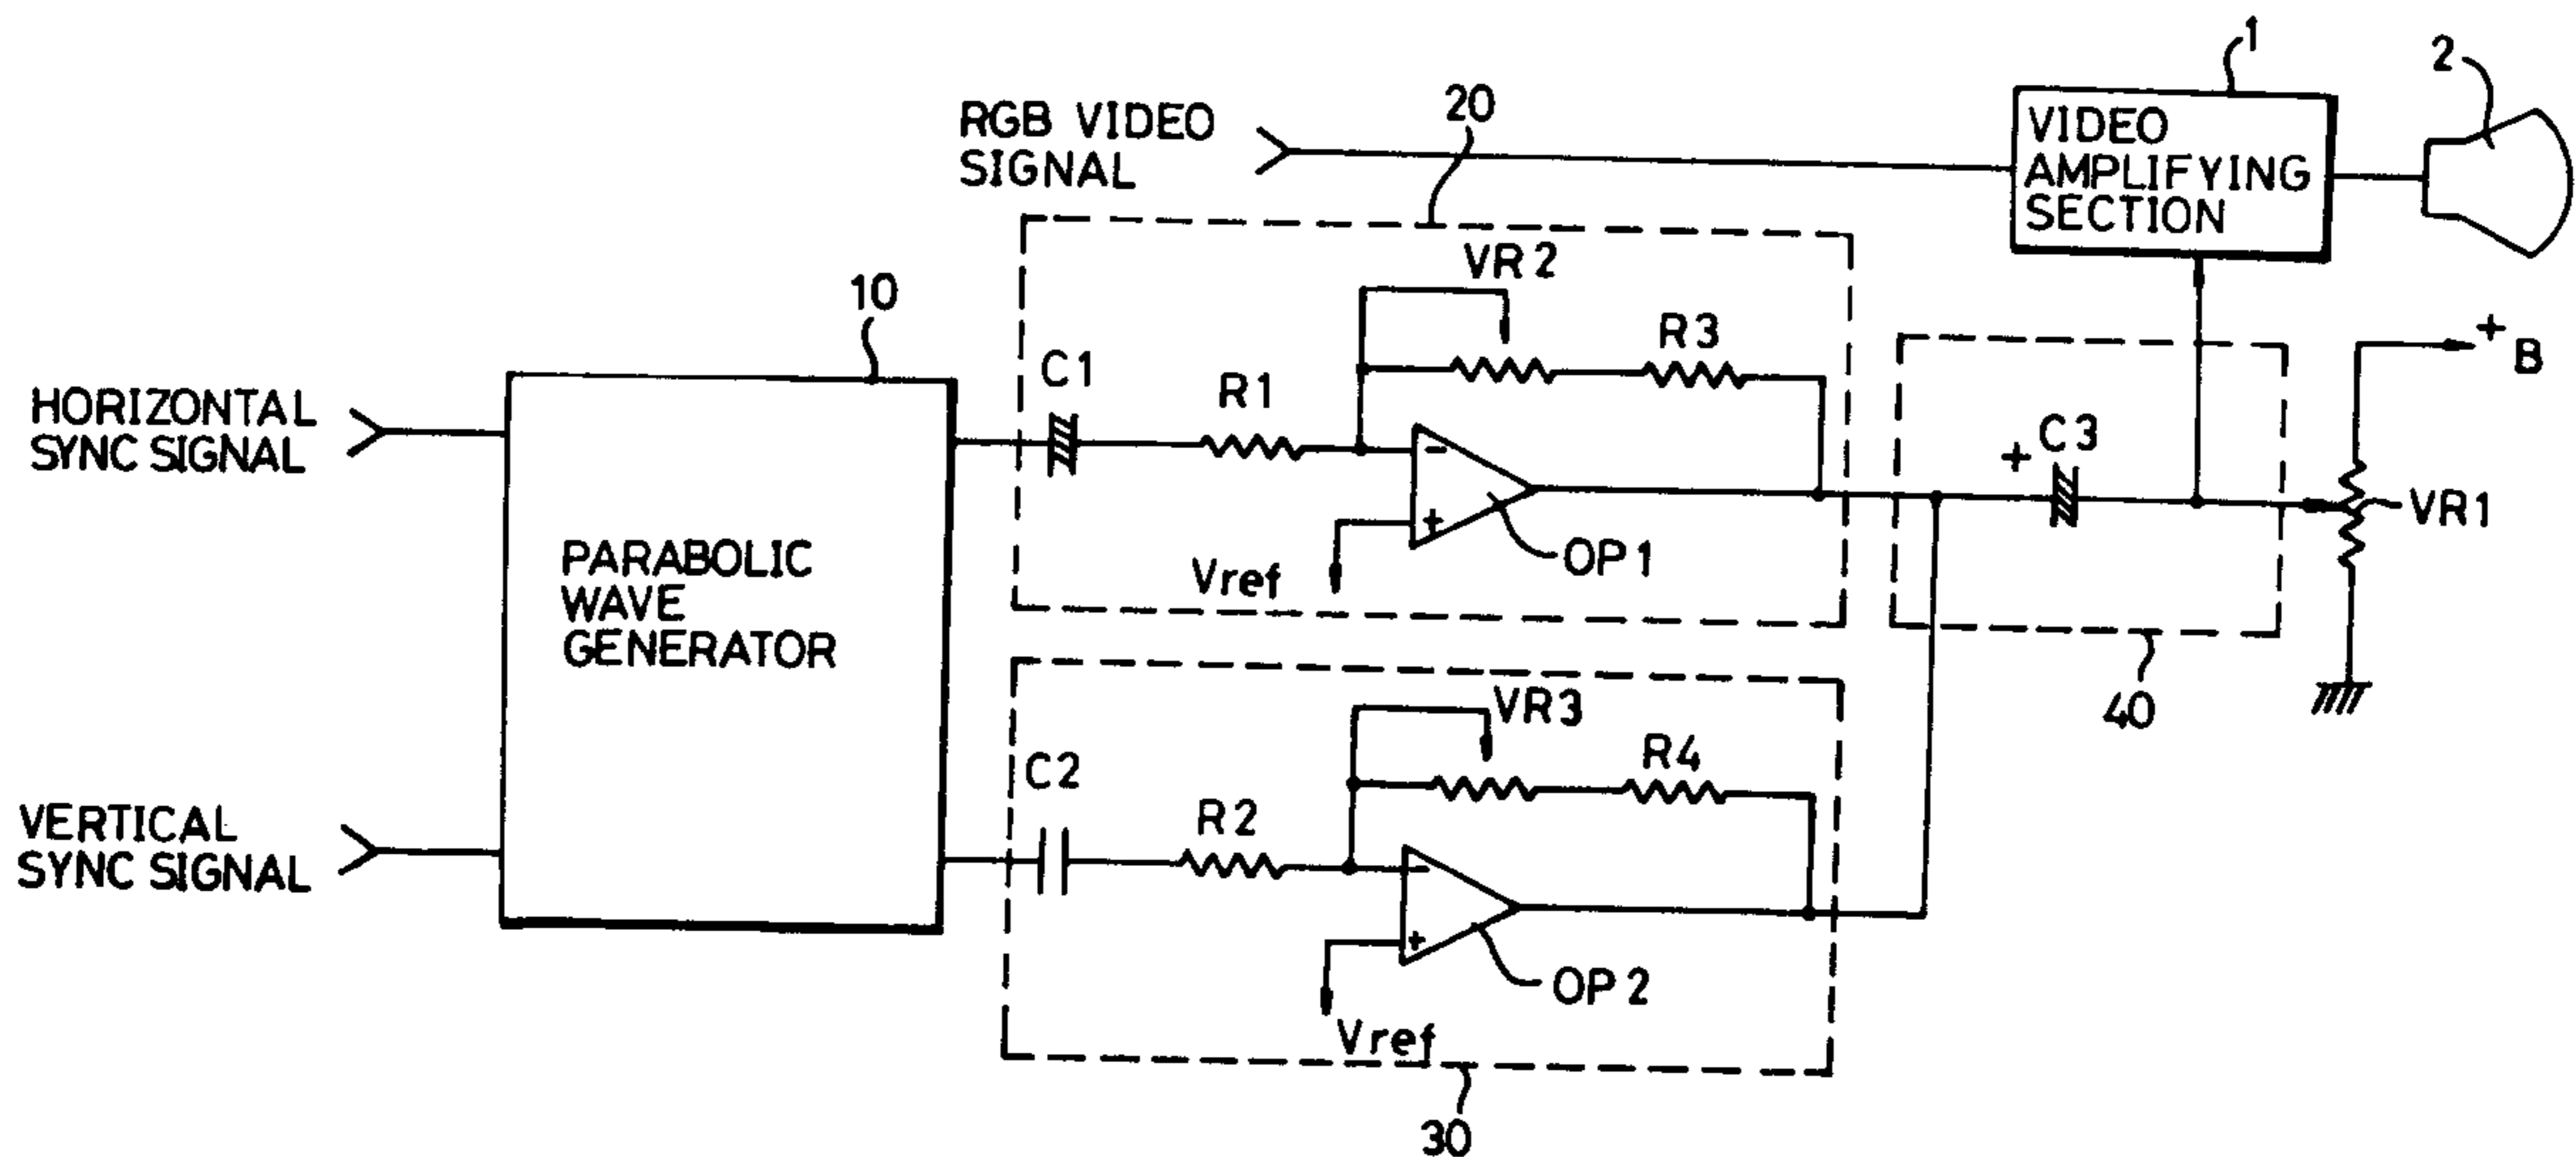 1
2
20
RGB VIDEO
SIGNAL
VIDEO
AMPLIFYING
SECTION
10
HORIZONTAL
SYNC SIGNAL
VERTICAL
SYNC SIGNAL
PARABOLIC
WAVE
GENERATOR
VR2
R3
C1
R1
-
+
Vref
OP1
VR3
R4
C2
R2
-
+
Vref
OP2
30
+ C3
40
+
B
VR1